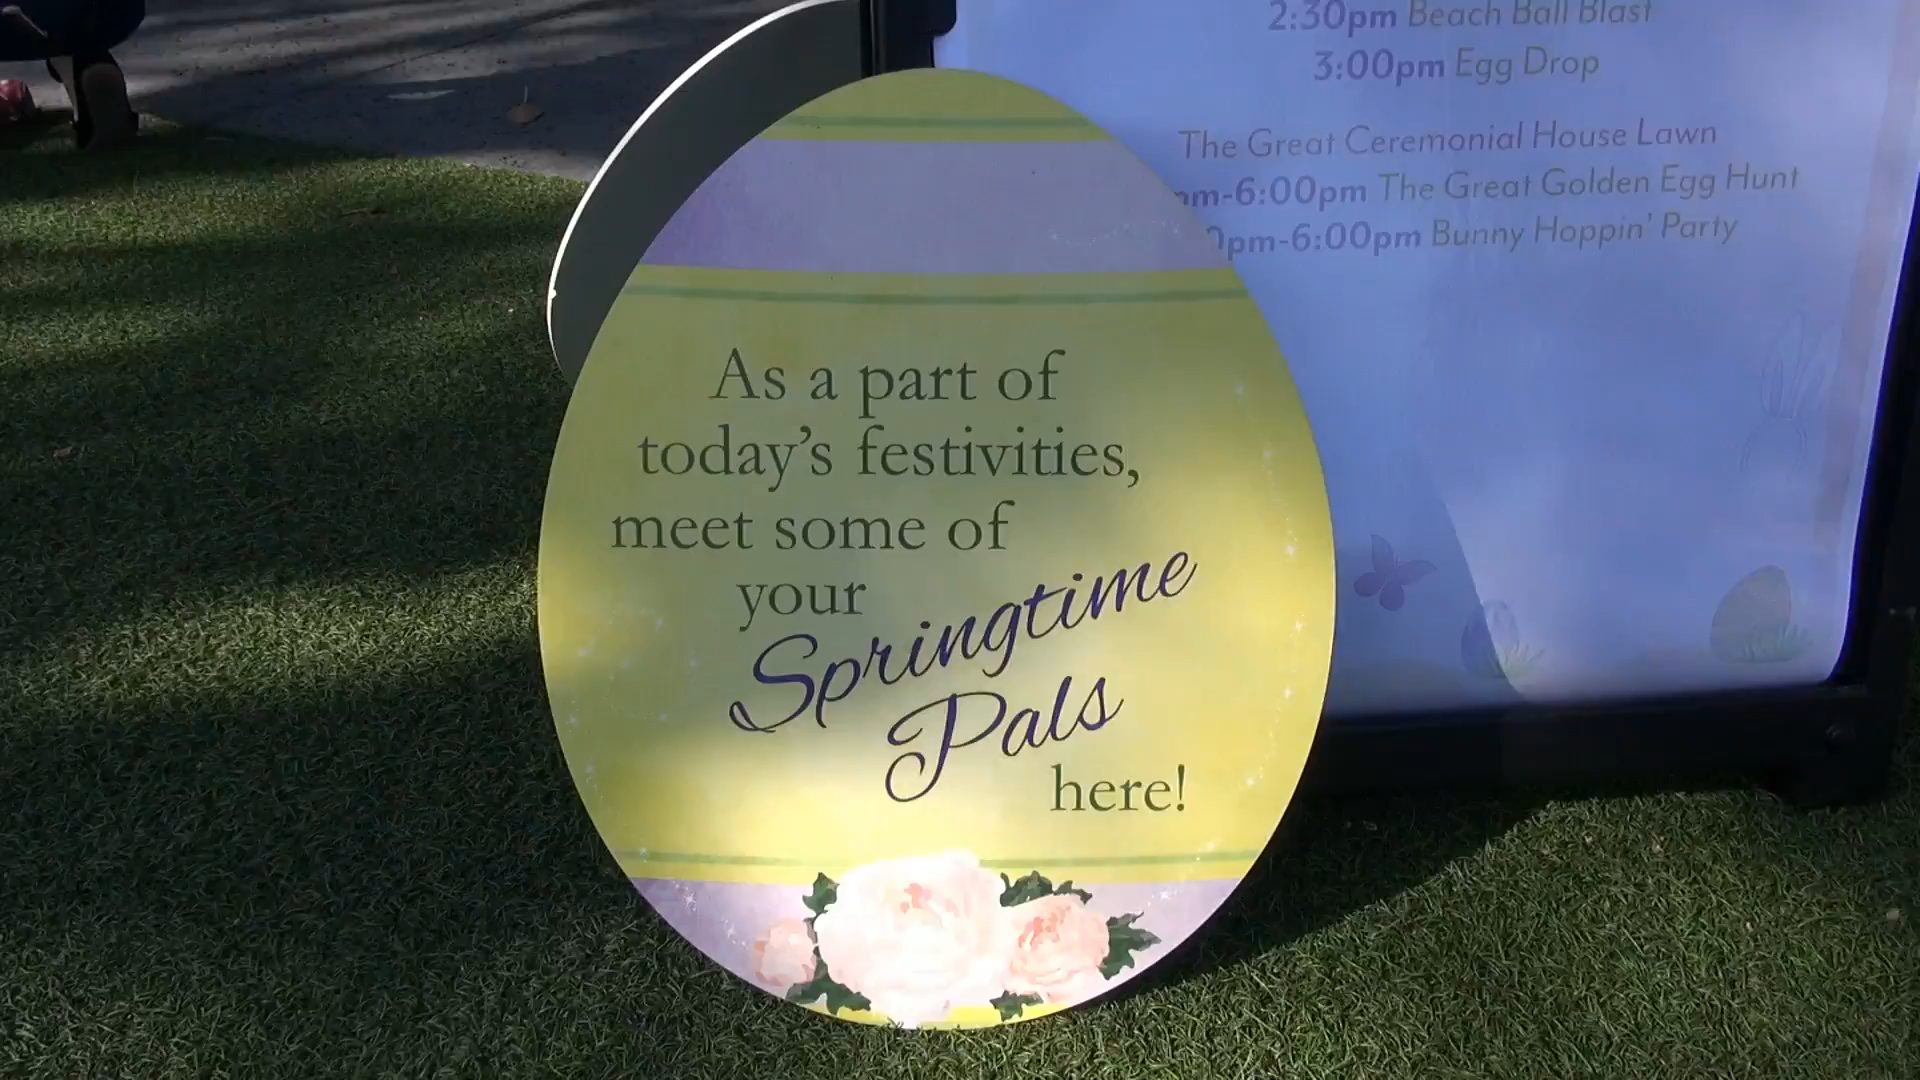 2:30pm Beach Ball Blast
3:00pm Egg Drop
The Great Ceremonial House Lawn
pm-6:00pm The Great Golden Egg Hunt
0pm-6:00pm Bunny Hoppin' Party
As a part of
today's festivities,
meet some of
your
Springtime
Pals
here!